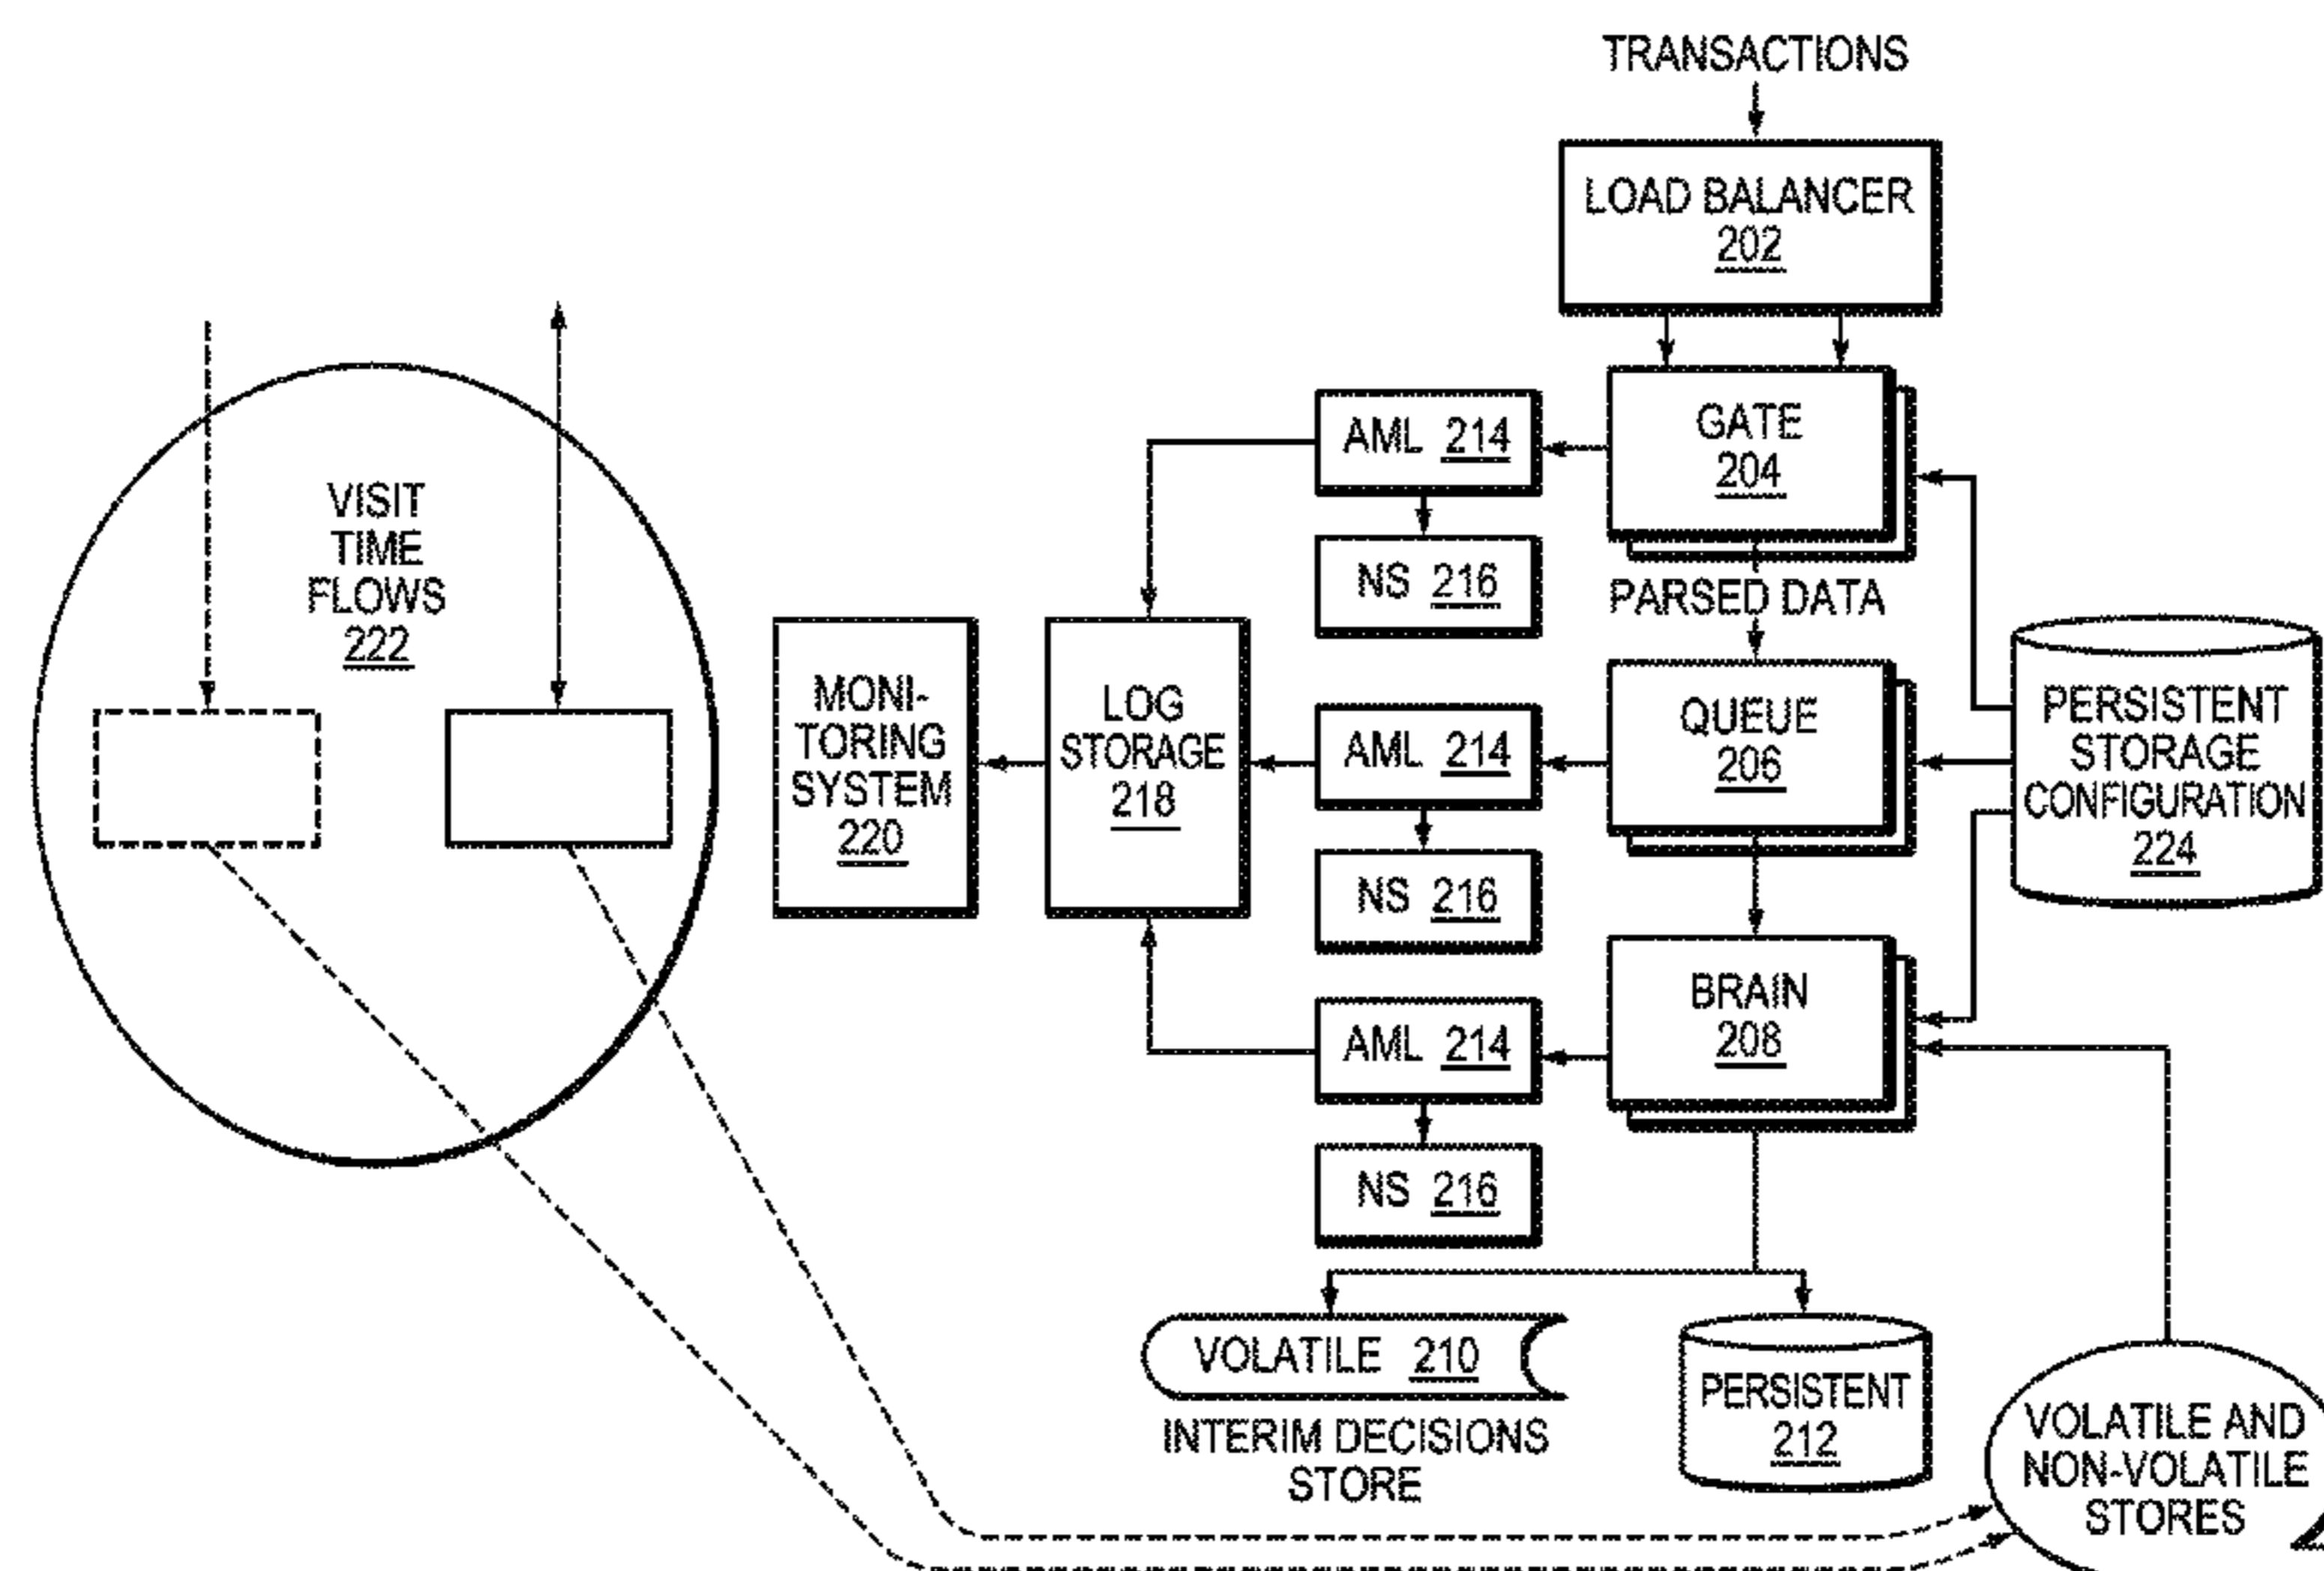 TRANSACTIONS
LOAD BALANCER
202
GATE
204
AML 214
NS 216
PARSED DATA
VISIT
TIME
FLOWS
222
MONI-
TORING
SYSTEM
220
LOG
STORAGE
218
AML 214
NS 216
QUEUE
206
PERSISTENT
STORAGE
CONFIGURATION
224
BRAIN
208
AML 214
NS 216
VOLATILE 210
INTERIM DECISIONS
STORE
PERSISTENT
212
VOLATILE AND
NON-VOLATILE
STORES